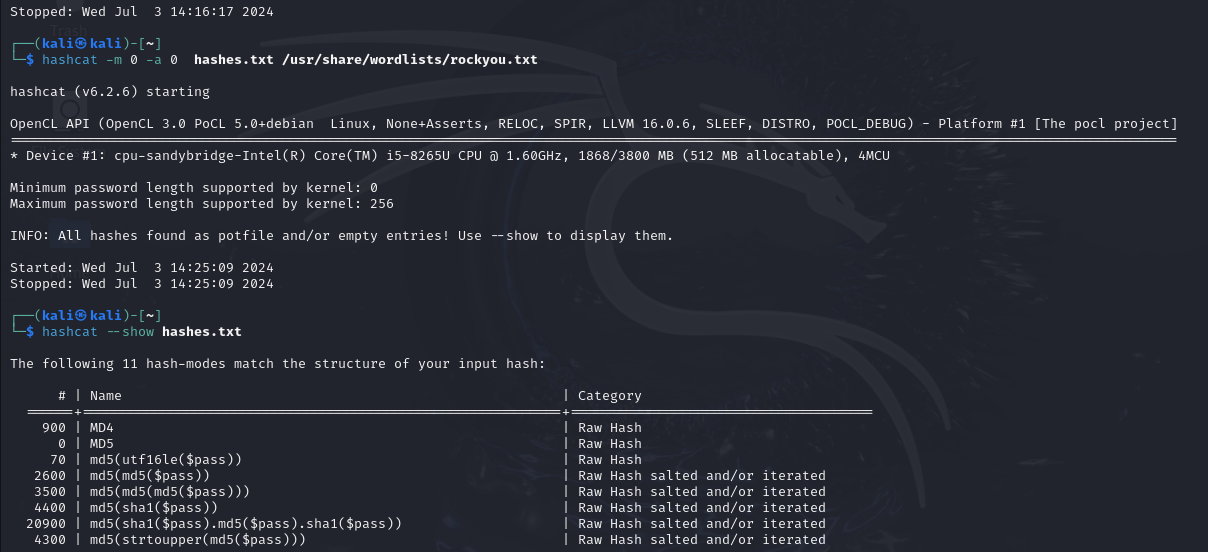 Stopped: Wed Jul  3 14:16:17 2024
┌──(kali㉿kali)-[~]
└─$ hashcat -m 0 -a 0  hashes.txt /usr/share/wordlists/rockyou.txt
hashcat (v6.2.6) starting
OpenCL API (OpenCL 3.0 PoCL 5.0+debian  Linux, None+Asserts, RELOC, SPIR, LLVM 16.0.6, SLEEF, DISTRO, POCL_DEBUG) - Platform #1 [The pocl project]
* Device #1: cpu-sandybridge-Intel(R) Core(TM) i5-8265U CPU @ 1.60GHz, 1868/3800 MB (512 MB allocatable), 4MCU
Minimum password length supported by kernel: 0
Maximum password length supported by kernel: 256
INFO: All hashes found as potfile and/or empty entries! Use --show to display them.
Started: Wed Jul  3 14:25:09 2024
Stopped: Wed Jul  3 14:25:09 2024
┌──(kali㉿kali)-[~]
└─$ hashcat --show hashes.txt
The following 11 hash-modes match the structure of your input hash:
# | Name | Category
900 | MD4 | Raw Hash
0 | MD5 | Raw Hash
70 | md5(utf16le($pass)) | Raw Hash
2600 | md5(md5($pass)) | Raw Hash salted and/or iterated
3500 | md5(md5(md5($pass))) | Raw Hash salted and/or iterated
4400 | md5(sha1($pass)) | Raw Hash salted and/or iterated
20900 | md5(sha1($pass).md5($pass).sha1($pass)) | Raw Hash salted and/or iterated
4300 | md5(strtoupper(md5($pass))) | Raw Hash salted and/or iterated